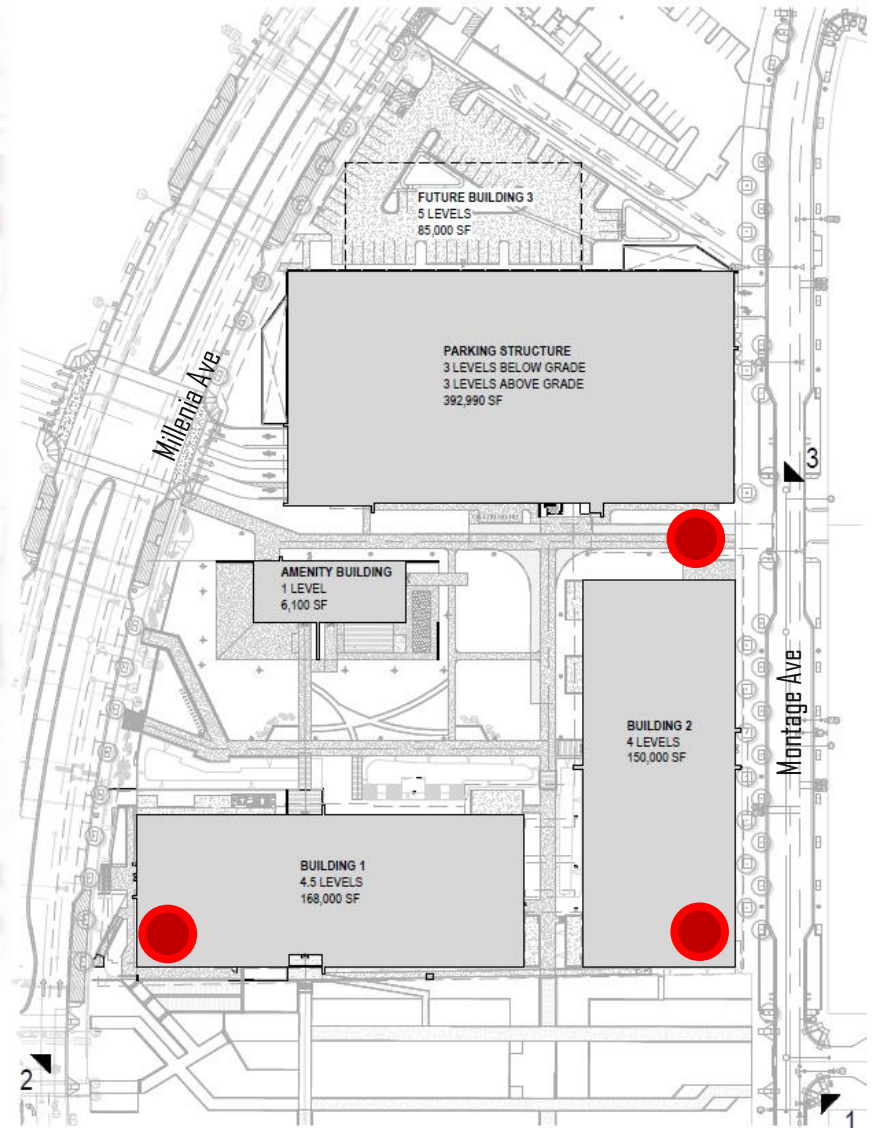 FUTURE BUILDING 3
5 LEVELS
85,000 SF
PARKING STRUCTURE
3 LEVELS BELOW GRADE
3 LEVELS ABOVE GRADE
392,990 SF
Millenia Ave
3
AMENITY BUILDING
1 LEVEL
6,100 SF
Montage Ave
BUILDING 2
4 LEVELS
150,000 SF
BUILDING 1
4.5 LEVELS
168,000 SF
2
1